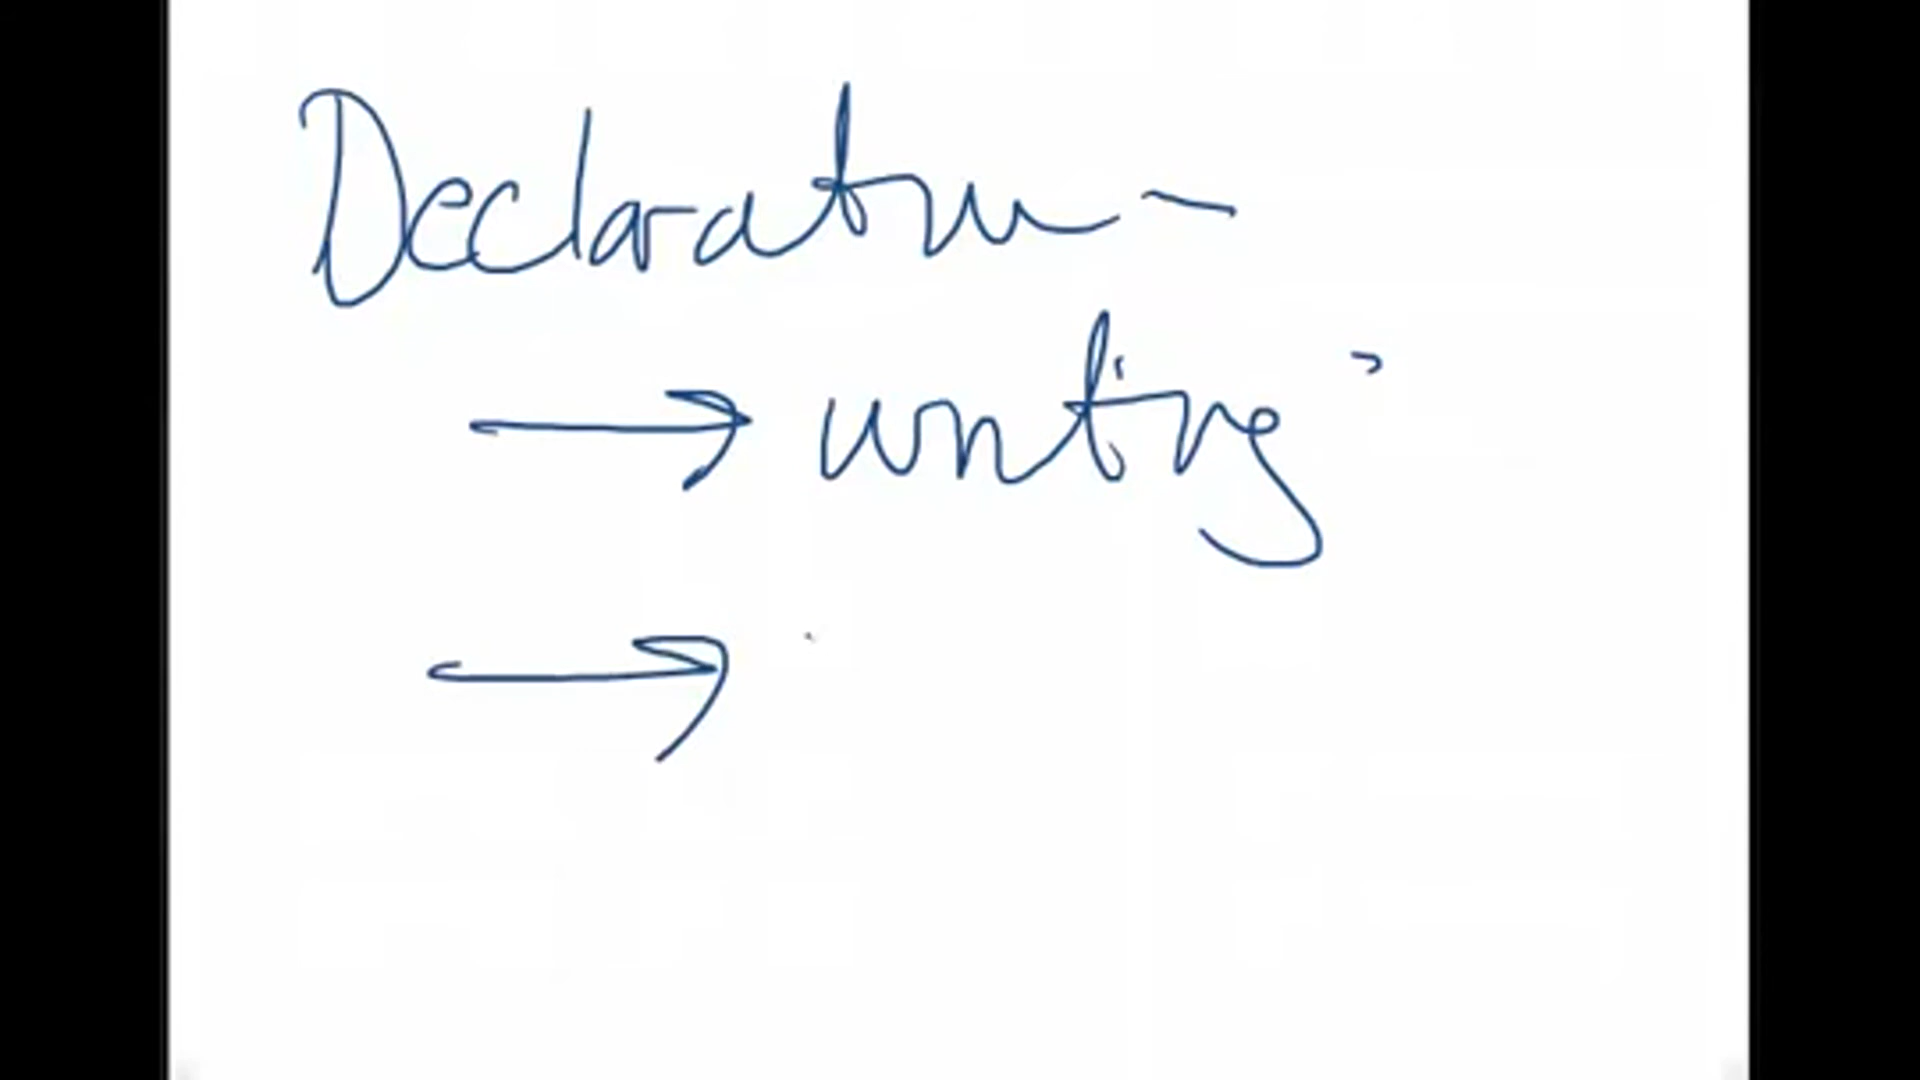 Declaration -
→ writing
→